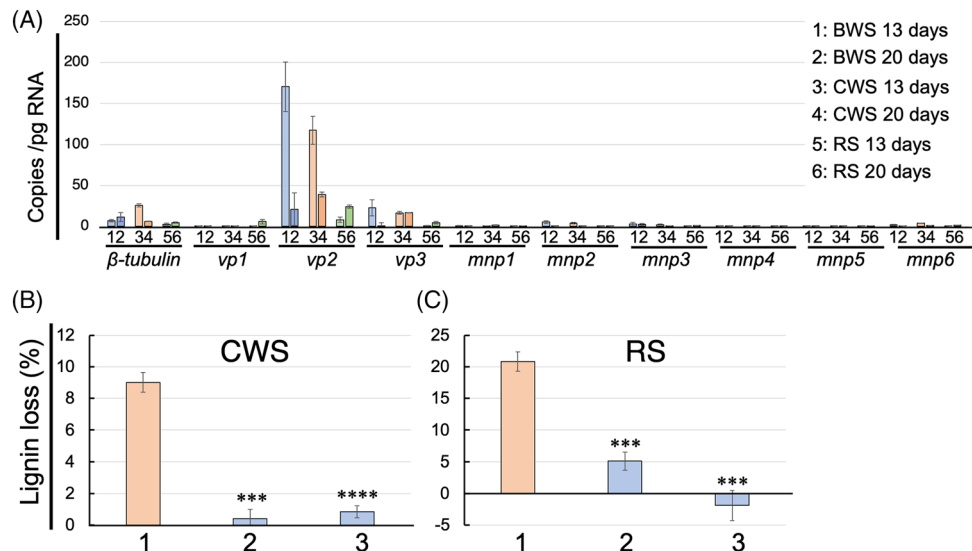 (A)
250
200
150
100
50
0
Copies /pg RNA
1: BWS 13 days
2: BWS 20 days
3: CWS 13 days
4: CWS 20 days
5: RS 13 days
6: RS 20 days
12 34 56 12 34 56 12 34 56 12 34 56 12 34 56 12 34 56 12 34 56 12 34 56 12 34 56 12 34 56
β-tubulin vp1 vp2 vp3 mnp1 mnp2 mnp3 mnp4 mnp5 mnp6
(B)
CWS
Lignin loss (%)
12
10
8
6
4
2
0
*** ****
1 2 3
(C)
RS
25
20
15
10
5
0
-5
***
***
1 2 3